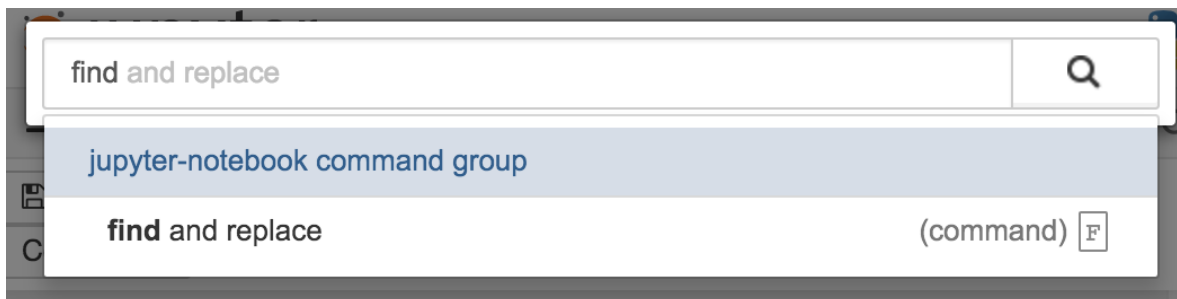 find and replace
jupyter-notebook command group
find and replace (command) F
C